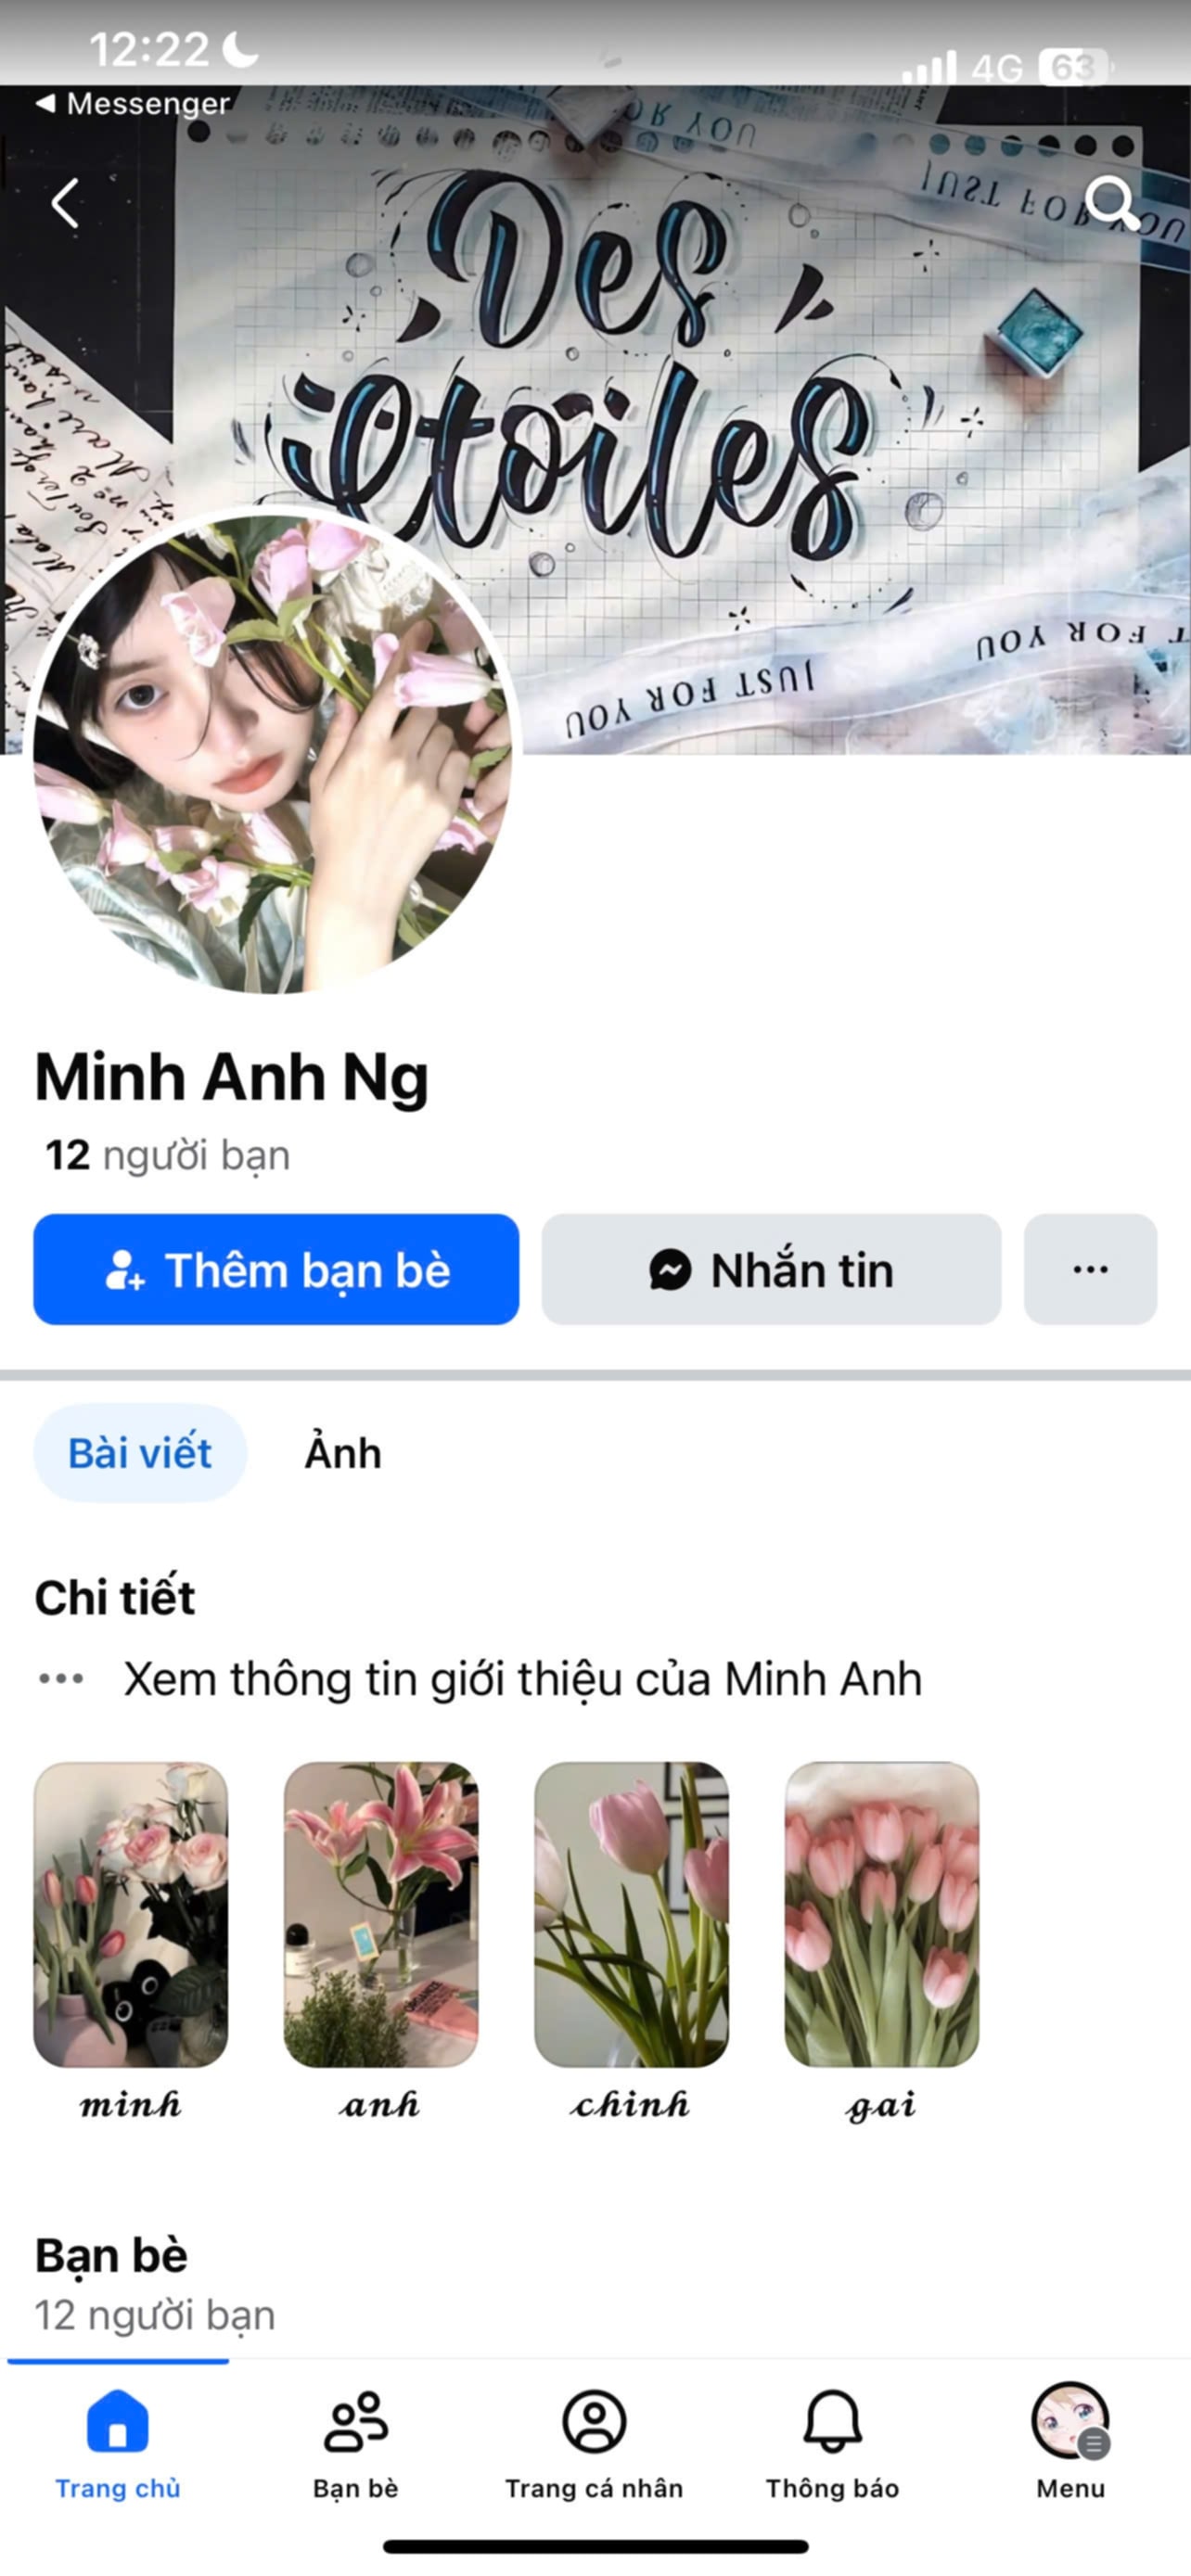 12:22
4G 63
Messenger
OR YOU
JUST FOR YOU
Des
étoiles
JUST FOR YOU
T FOR YOU
Minh Anh Ng
12 người bạn
Thêm bạn bè
Nhắn tin
Bài viết
Ảnh
Chi tiết
Xem thông tin giới thiệu của Minh Anh
minh
anh
chinh
gai
Bạn bè
12 người bạn
Trang chủ
Bạn bè
Trang cá nhân
Thông báo
Menu